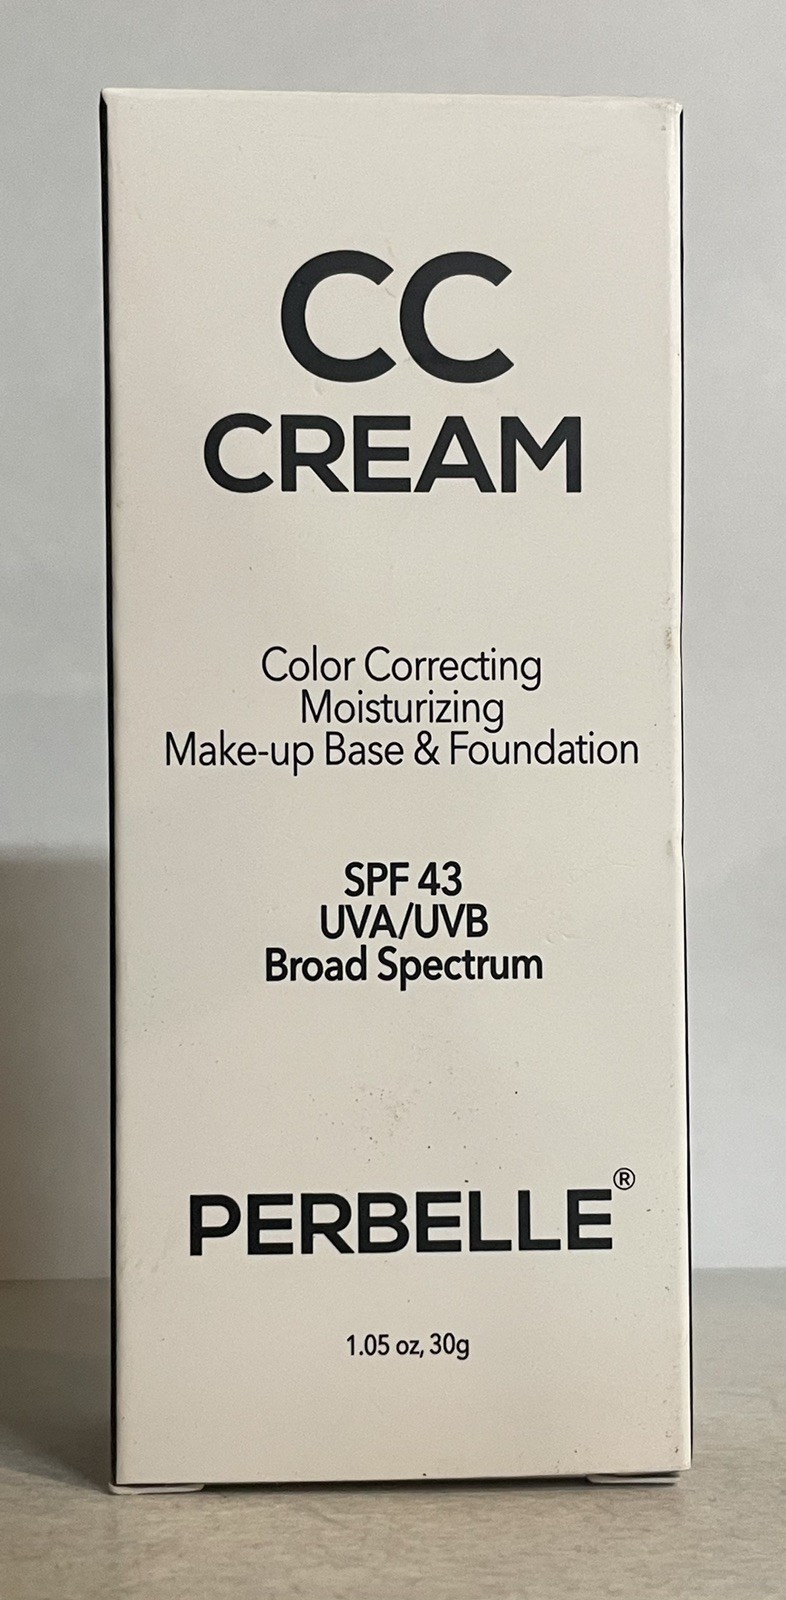 CC
CREAM
Color Correcting
Moisturizing
Make-up Base & Foundation
SPF 43
UVA/UVB
Broad Spectrum
PERBELLE®
1.05 oz, 30g